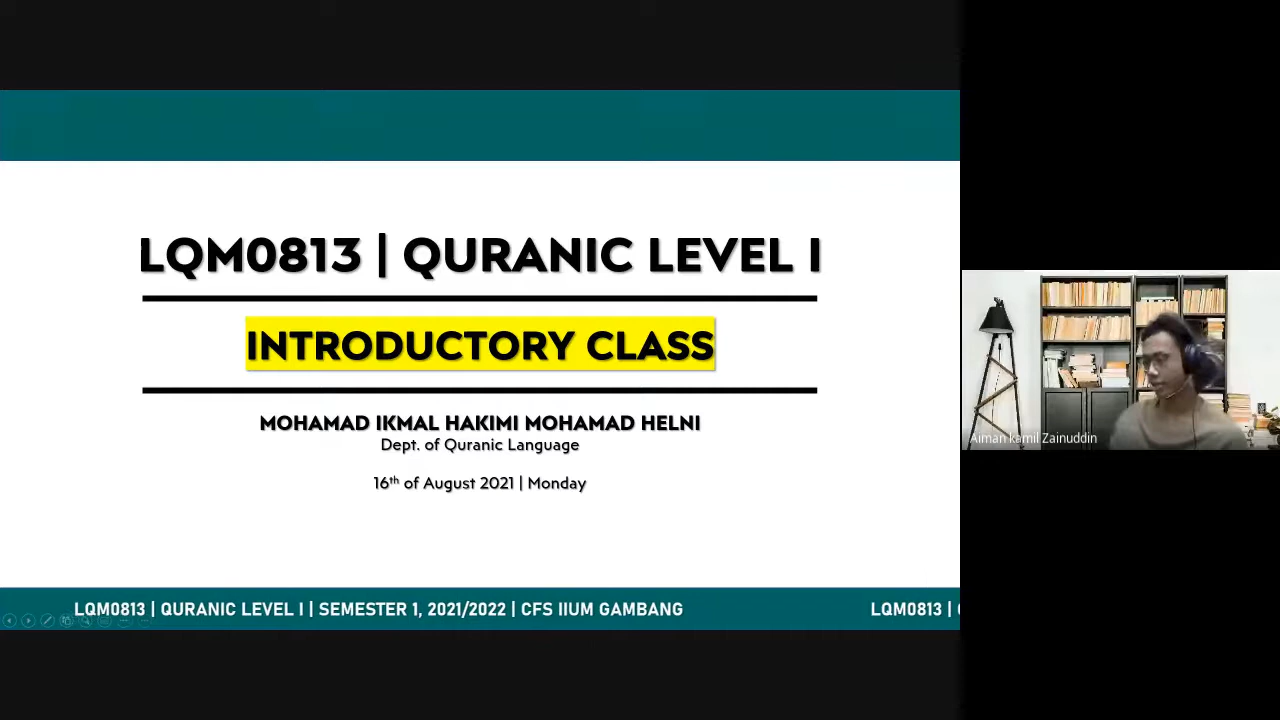 LQM0813 | QURANIC LEVEL I
INTRODUCTORY CLASS
MOHAMAD IKMAL HAKIMI MOHAMAD HELNI
Dept. of Quranic Language
16th of August 2021 | Monday
Aiman kamil Zainuddin
LQM0813 | QURANIC LEVEL I | SEMESTER 1, 2021/2022 | CFS IIUM GAMBANG
LQM0813 |